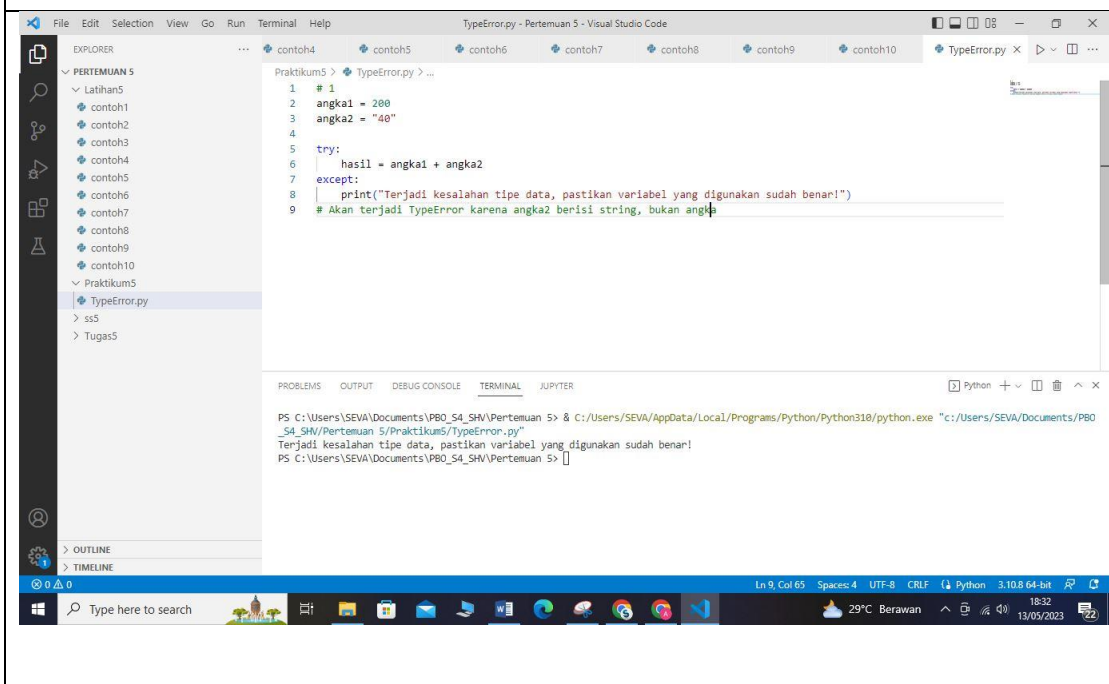 File Edit Selection View Go Run Terminal Help TypeError.py - Pertemuan 5 - Visual Studio Code
EXPLORER
contoh4 contoh5 contoh6 contoh7 contoh8 contoh9 contoh10 TypeError.py
PERTEMUAN 5
Latihan5
contoh1
contoh2
contoh3
contoh4
contoh5
contoh6
contoh7
contoh8
contoh9
contoh10
Praktikum5
TypeError.py
ss5
Tugas5
Praktikum5 > TypeError.py > ...
1 # 1
2 angka1 = 200
3 angka2 = "40"
4
5 try:
6 hasil = angka1 + angka2
7 except:
8 print("Terjadi kesalahan tipe data, pastikan variabel yang digunakan sudah benar!")
9 # Akan terjadi TypeError karena angka2 berisi string, bukan angka
PROBLEMS OUTPUT DEBUG CONSOLE TERMINAL JUPYTER Python
PS C:\Users\SEVA\Documents\PBO_S4_SHV\Pertemuan 5> & C:/Users/SEVA/AppData/Local/Programs/Python/Python310/python.exe "c:/Users/SEVA/Documents/PBO
_S4_SHV/Pertemuan 5/Praktikum5/TypeError.py"
Terjadi kesalahan tipe data, pastikan variabel yang digunakan sudah benar!
PS C:\Users\SEVA\Documents\PBO_S4_SHV\Pertemuan 5>
OUTLINE
TIMELINE
1
0 0 Ln 9, Col 65 Spaces: 4 UTF-8 CRLF Python 3.10.8 64-bit
Type here to search 29°C Berawan 18:32
13/05/2023 22